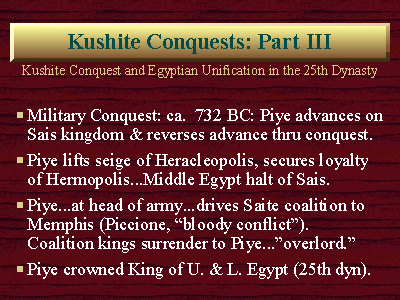 Kushite Conquests: Part III
Kushite Conquest and Egyptian Unification in the 25th Dynasty
Military Conquest: ca. 732 BC: Piye advances on
Sais kingdom & reverses advance thru conquest.
Piye lifts seige of Heracleopolis, secures loyalty
of Hermopolis...Middle Egypt halt of Sais.
Piye...at head of army...drives Saite coalition to
Memphis (Piccione, “bloody conflict”).
Coalition kings surrender to Piye...”overlord.”
Piye crowned King of U. & L. Egypt (25th dyn).